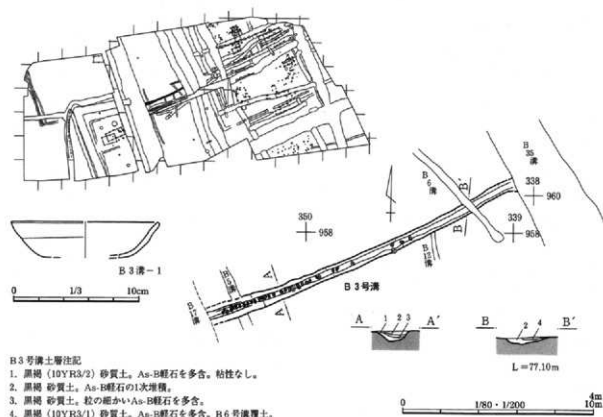 B 3溝-1
0 1/3 10cm
B 35 溝
338
960
B 6 溝
B′
B
339
958
350
958
B 12 溝
A′
A
B 5 溝
B 7 溝
B 3号溝
A 1 2 3 A′
B 2 4 B′
L=77.10m
B 3号溝土層注記
1. 黒褐 (10YR3/2) 砂質土。As-B軽石を多含。粘性なし。
2. 黒褐 砂質土。As-B軽石の1次堆積。
3. 黒褐 砂質土。粒の細かいAs-B軽石を多含。
4. 黒褐 (10YR3/1) 砂質土。As-B軽石を多含。B 6号溝覆土。
0 1/80・1/200 4m
10m